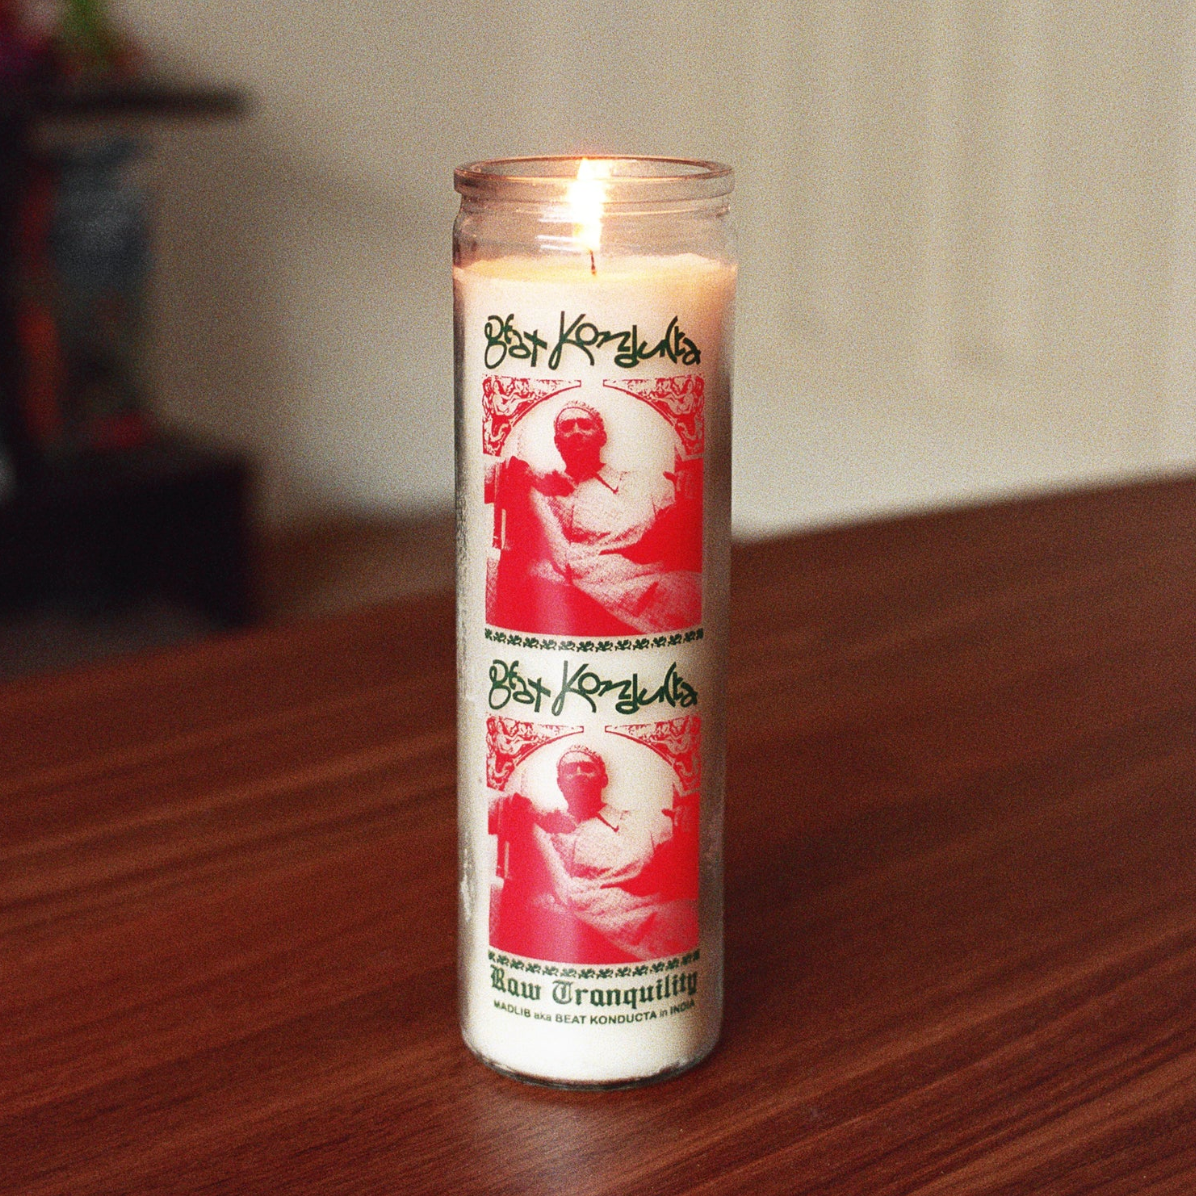 Beat Konducta
Beat Konducta
Raw Tranquility
MADLIB aka BEAT KONDUCTA in INDIA